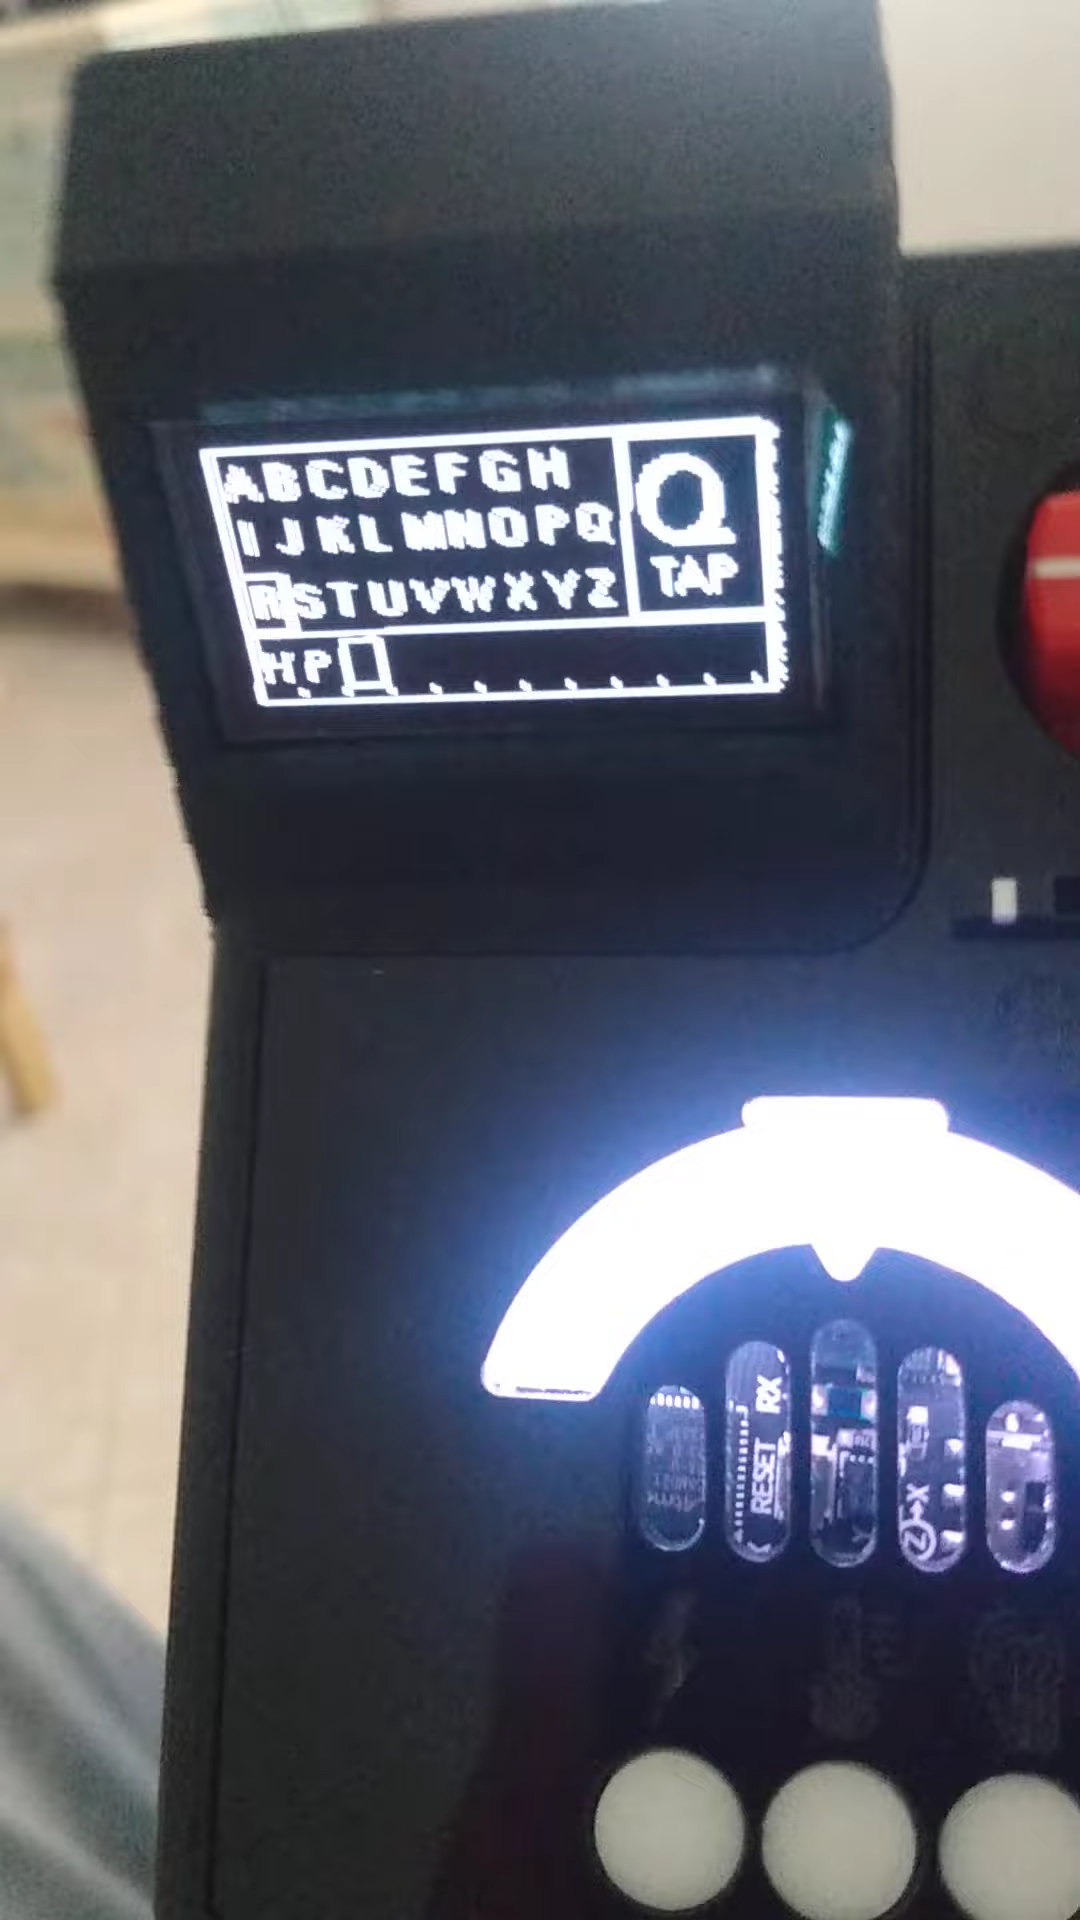 ABCDEFGH
IJKLMNOPQ
RSTUVWXYZ
Q
TAP
HP
RESET RX
Z→X